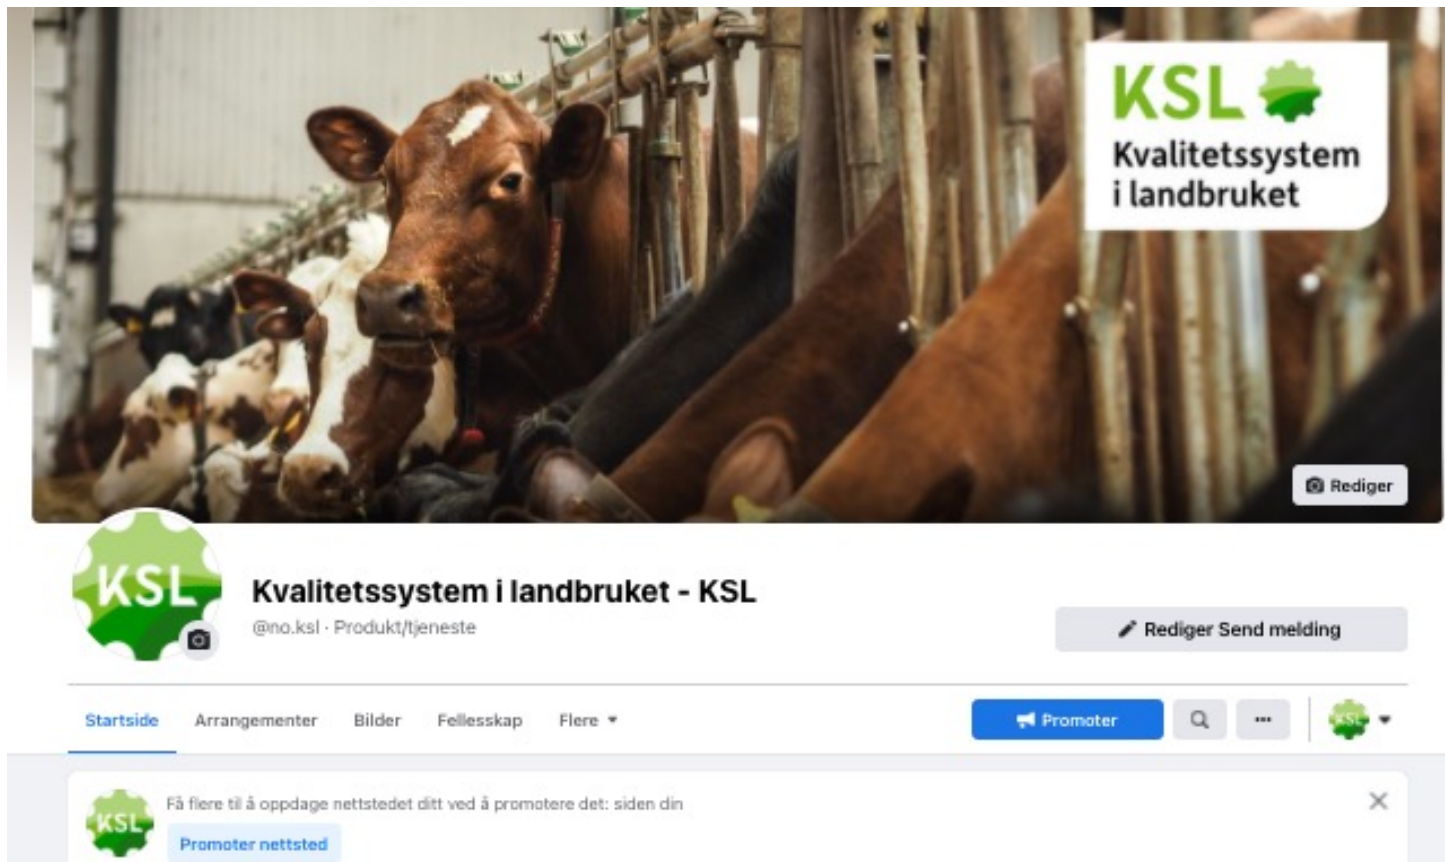 KSL
Kvalitetssystem
i landbruket
Rediger
KSL
Kvalitetssystem i landbruket - KSL
@no.ksl · Produkt/tjeneste
Rediger Send melding
Startside Arrangementer Bilder Fellesskap Flere
Promoter
KSL
KSL
Få flere til å oppdage nettstedet ditt ved å promotere det: siden din
Promoter nettsted